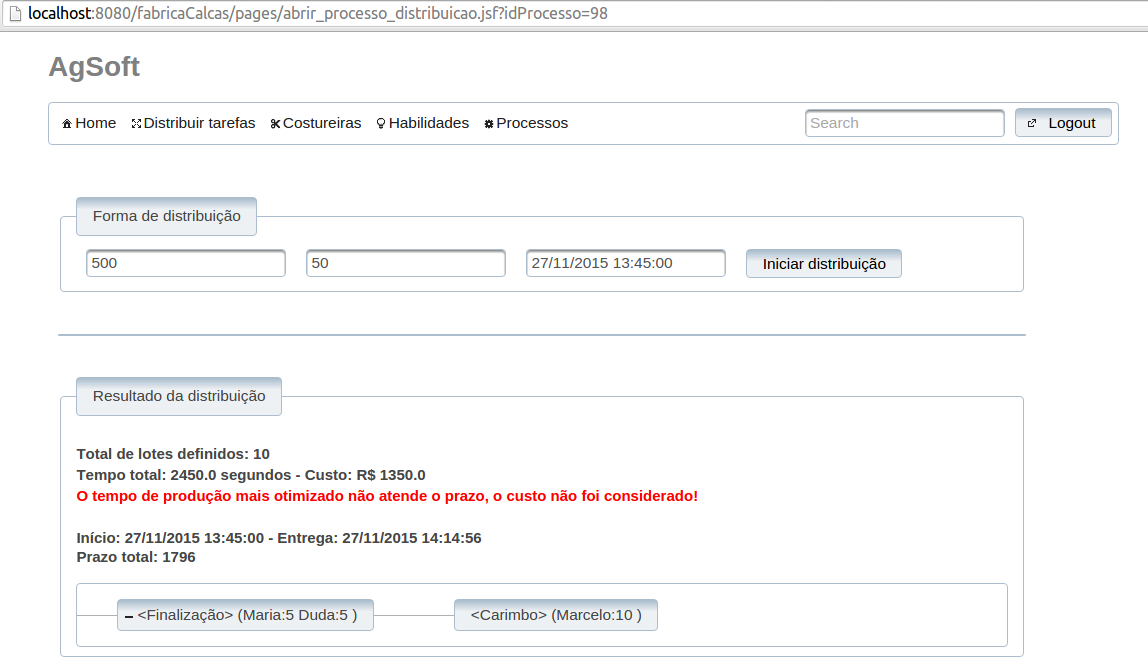 localhost:8080/fabricaCalcas/pages/abrir_processo_distribuicao.jsf?idProcesso=98
AgSoft
Home Distribuir tarefas Costureiras Habilidades Processos Search Logout
Forma de distribuição
500 50 27/11/2015 13:45:00 Iniciar distribuição
Resultado da distribuição
Total de lotes definidos: 10
Tempo total: 2450.0 segundos - Custo: R$ 1350.0
O tempo de produção mais otimizado não atende o prazo, o custo não foi considerado!
Início: 27/11/2015 13:45:00 - Entrega: 27/11/2015 14:14:56
Prazo total: 1796
<Finalização> (Maria:5 Duda:5 ) <Carimbo> (Marcelo:10 )